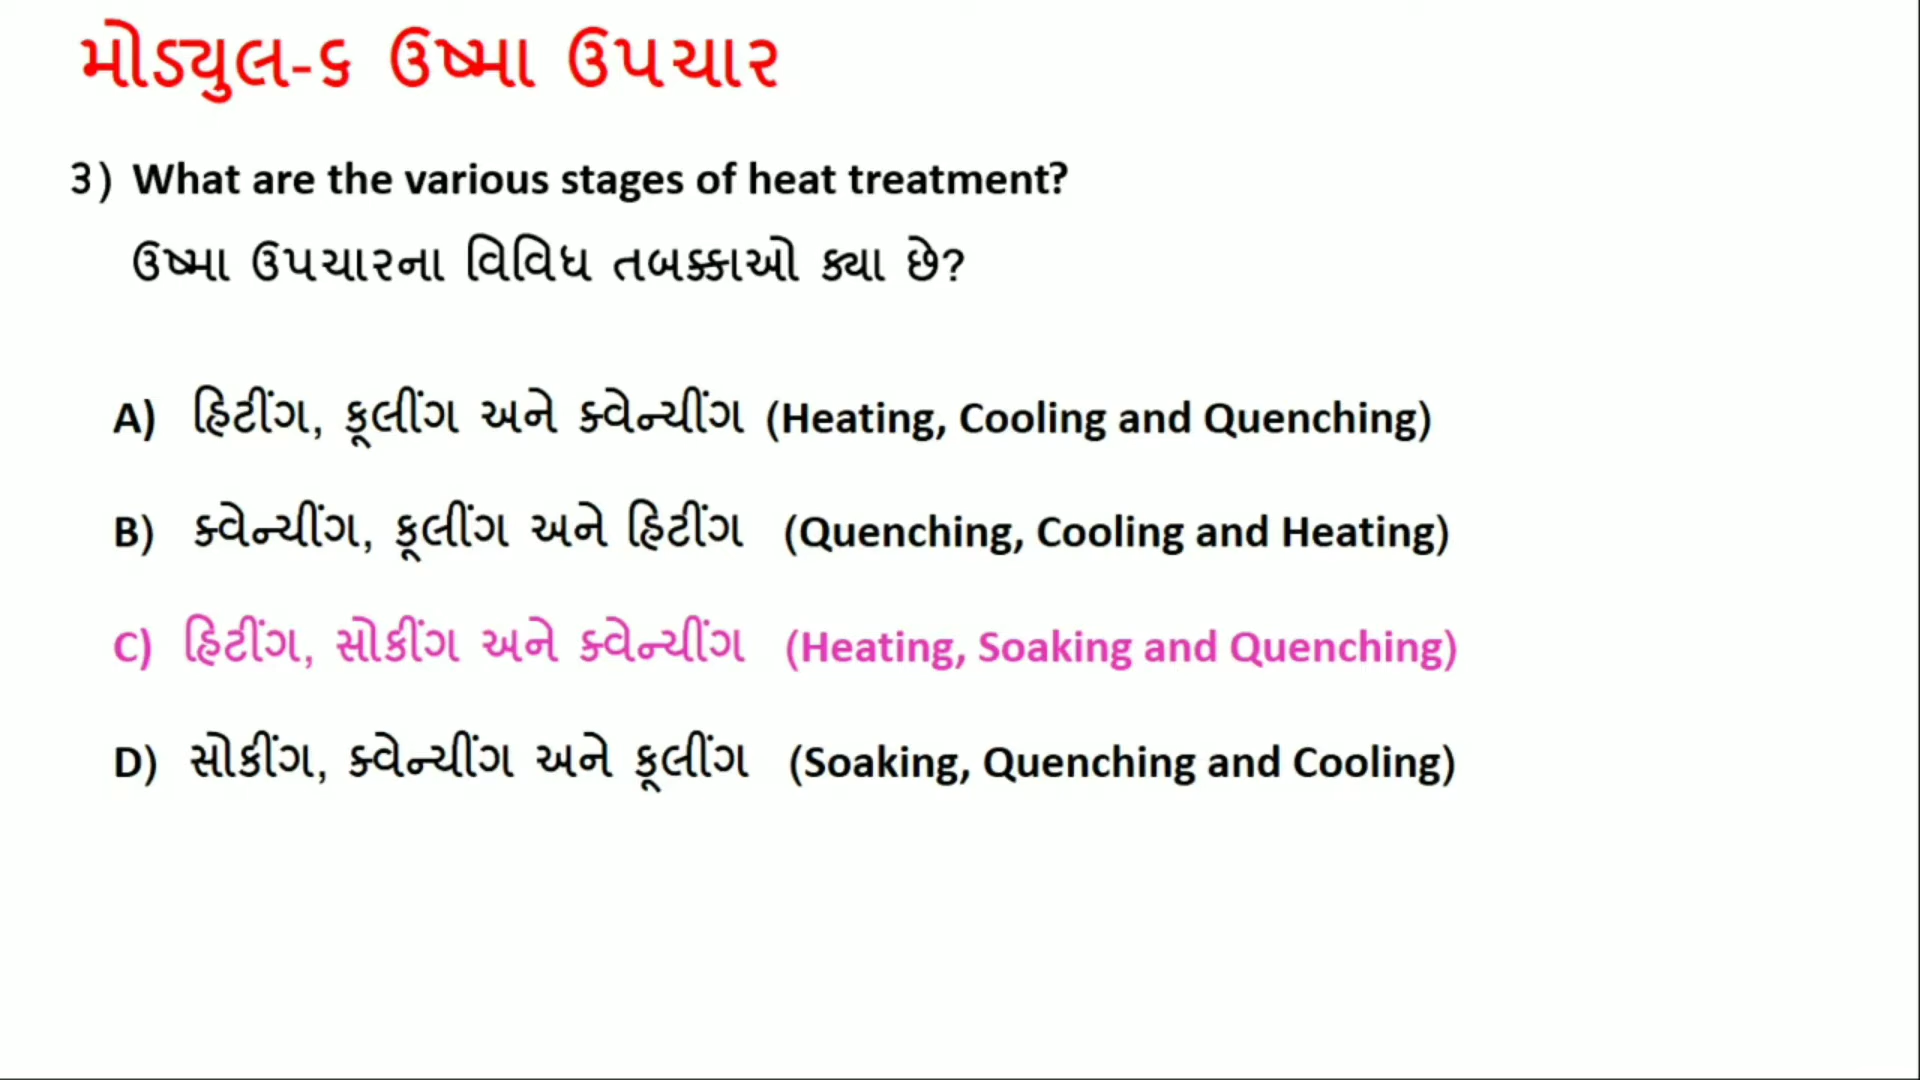 મોડ્યુલ-૬ ઉષ્મા ઉપચાર
3) What are the various stages of heat treatment?
ઉષ્મા ઉપચારના વિવિધ તબક્કાઓ ક્યા છે?
A) હિટીંગ, કૂલીંગ અને ક્વેન્ચીંગ (Heating, Cooling and Quenching)
B) ક્વેન્ચીંગ, કૂલીંગ અને હિટીંગ (Quenching, Cooling and Heating)
C) હિટીંગ, સોકીંગ અને ક્વેન્ચીંગ (Heating, Soaking and Quenching)
D) સોકીંગ, ક્વેન્ચીંગ અને કૂલીંગ (Soaking, Quenching and Cooling)